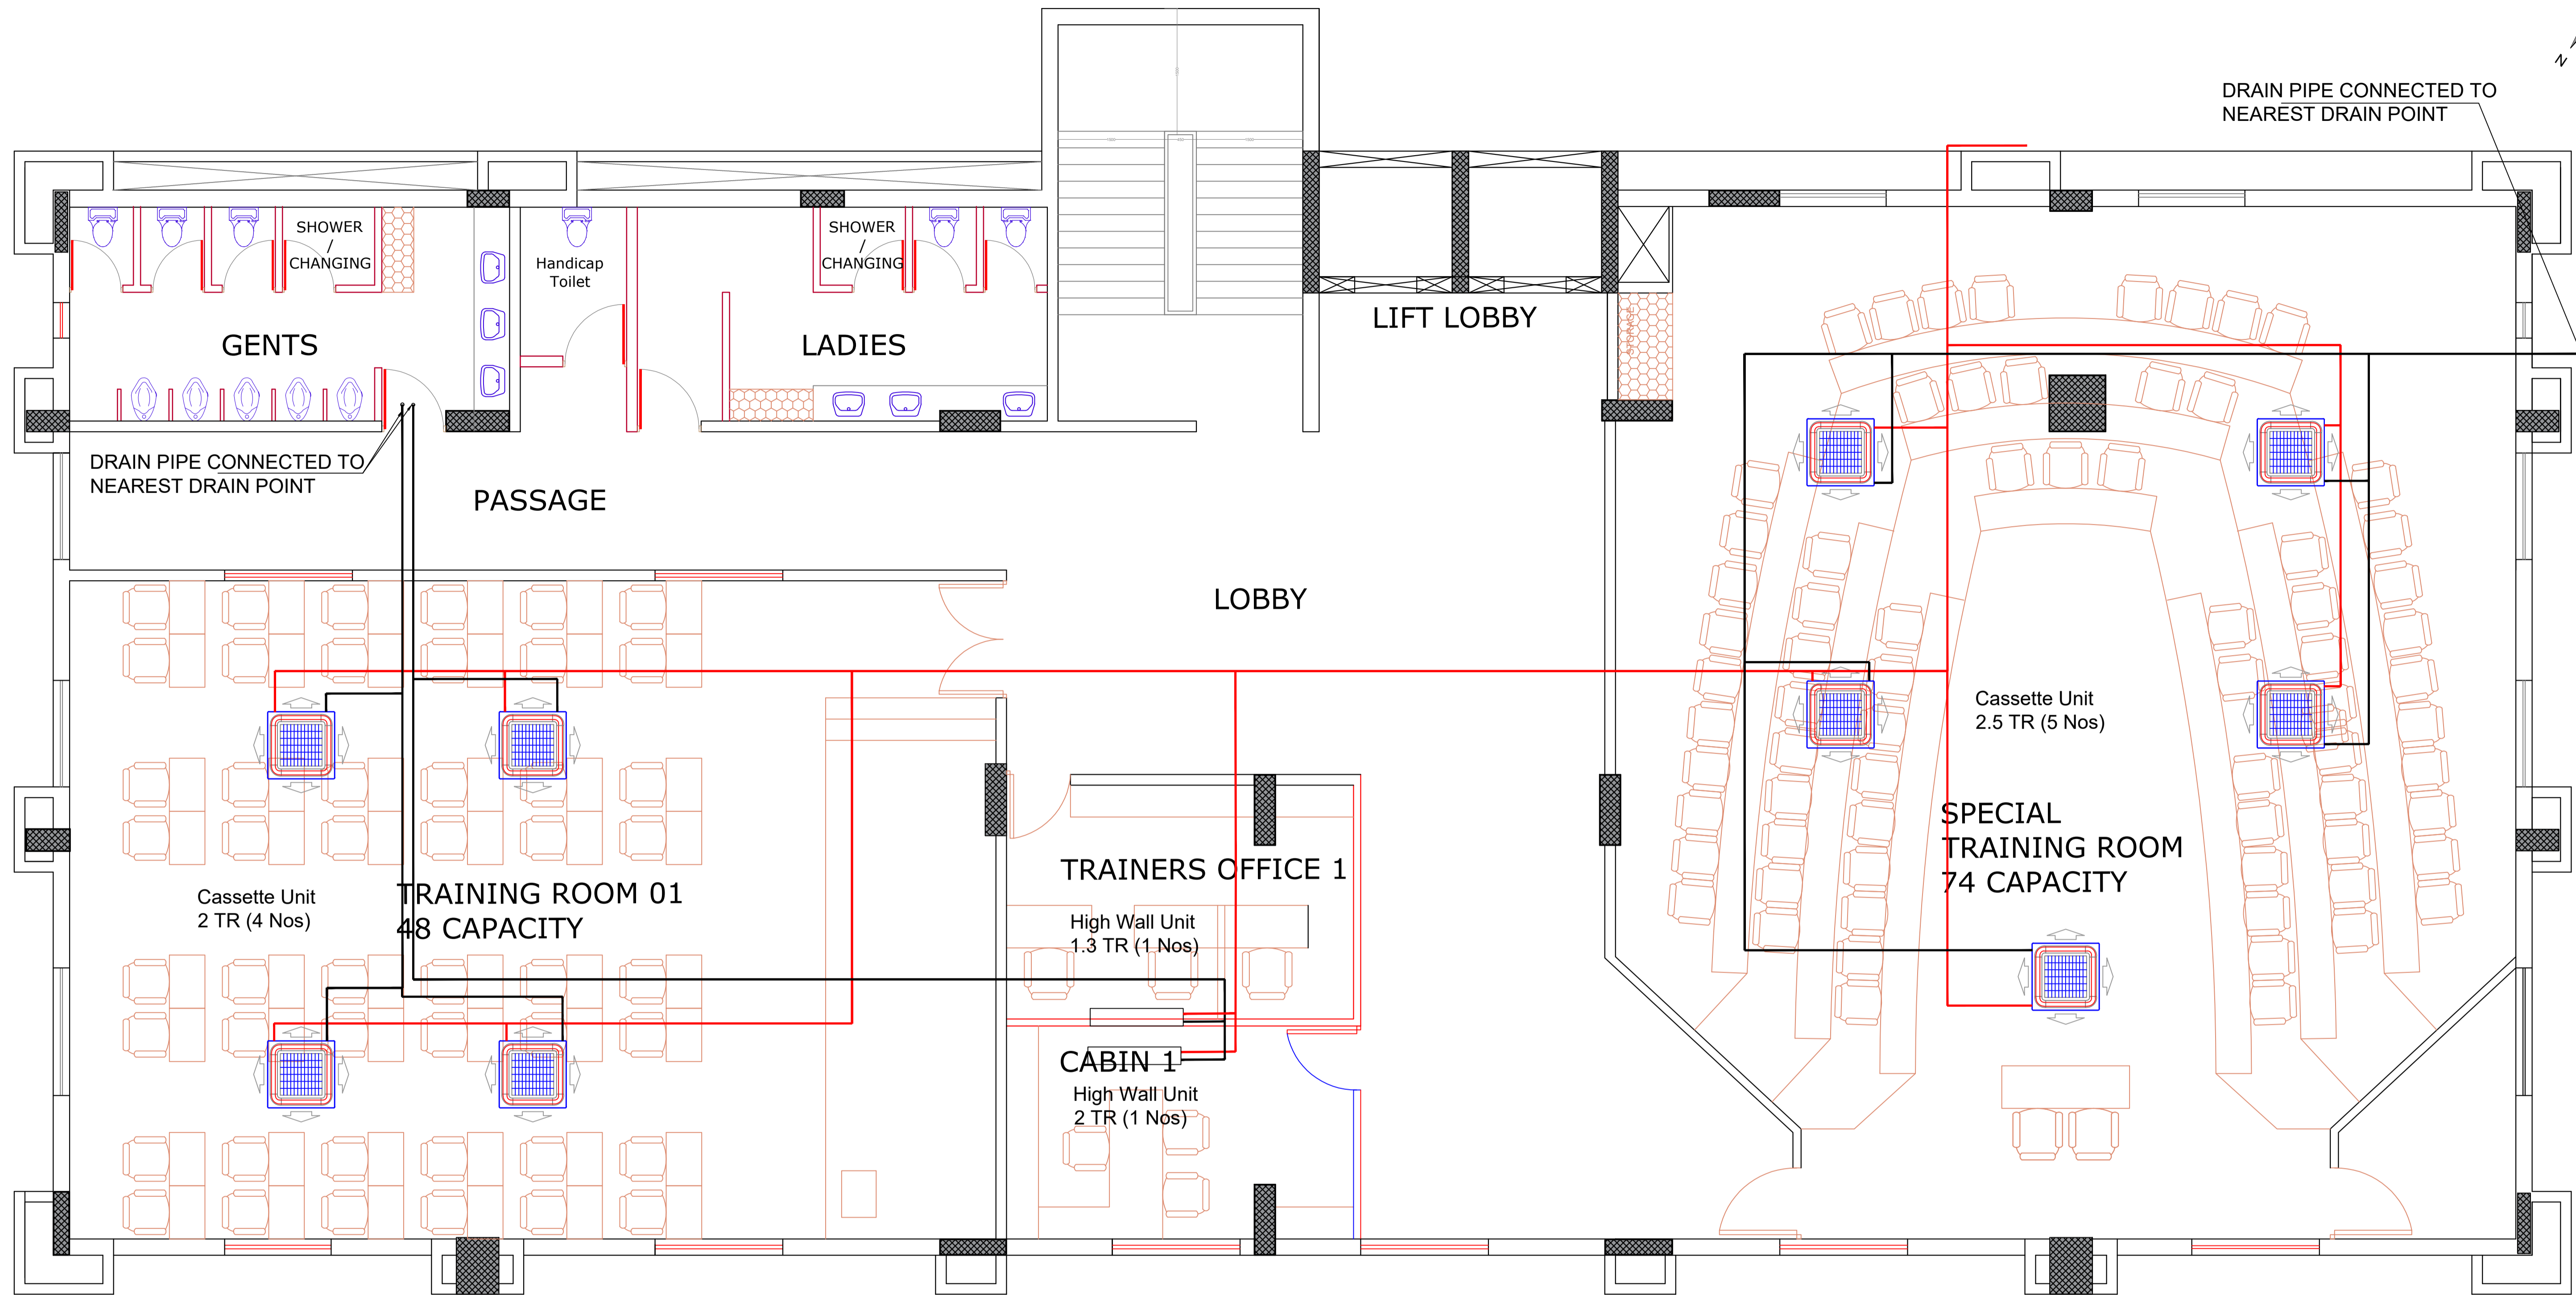 N
DRAIN PIPE CONNECTED TO
NEAREST DRAIN POINT
SHOWER
/
CHANGING
SHOWER
/
CHANGING
Handicap
Toilet
GENTS
LADIES
LIFT LOBBY
STORAGE
DRAIN PIPE CONNECTED TO
NEAREST DRAIN POINT
PASSAGE
LOBBY
Cassette Unit
2.5 TR (5 Nos)
SPECIAL
TRAINING ROOM
74 CAPACITY
TRAINERS OFFICE 1
Cassette Unit
2 TR (4 Nos)
TRAINING ROOM 01
48 CAPACITY
High Wall Unit
1.3 TR (1 Nos)
CABIN 1
High Wall Unit
2 TR (1 Nos)